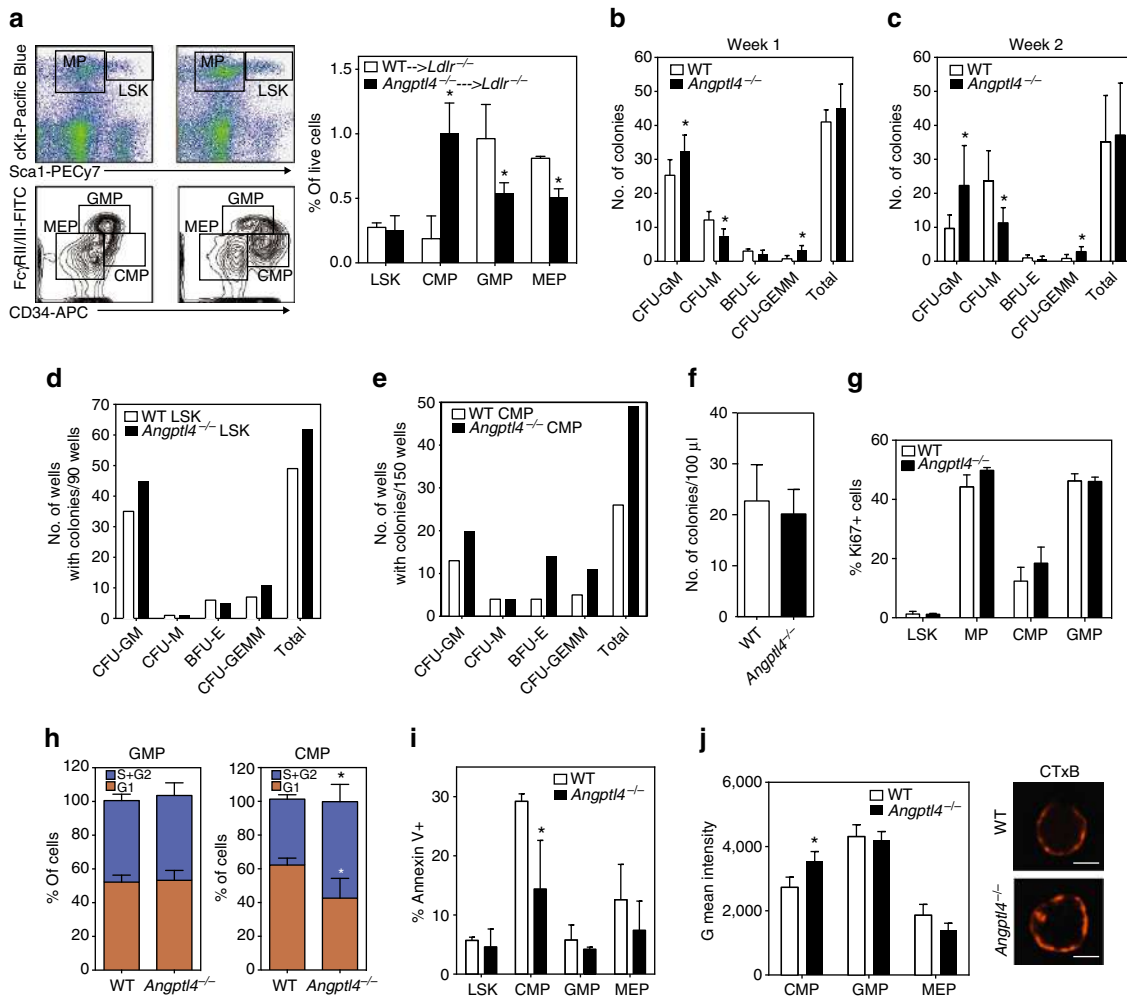 a
cKit-Pacific Blue
MP
LSK
MP
LSK
Sca1-PECy7
FcγRII/III-FITC
GMP
MEP
CMP
GMP
MEP
CMP
CD34-APC
% Of live cells
1.5
1.0
0.5
0.0
WT-->Ldlr–/–
Angptl4–/–--->Ldlr–/–
*
*
*
LSK CMP GMP MEP
b
Week 1
No. of colonies
60
50
40
30
20
10
0
WT
Angptl4–/–
*
*
*
CFU-GM
CFU-M
BFU-E
CFU-GEMM
Total
c
Week 2
No. of colonies
60
50
40
30
20
10
0
WT
Angptl4–/–
*
*
*
CFU-GM
CFU-M
BFU-E
CFU-GEMM
Total
d
No. of wells
with colonies/90 wells
70
60
50
40
30
20
10
0
WT LSK
Angptl4–/– LSK
CFU-GM
CFU-M
BFU-E
CFU-GEMM
Total
e
No. of wells
with colonies/150 wells
50
40
30
20
10
0
WT CMP
Angptl4–/– CMP
CFU-GM
CFU-M
BFU-E
CFU-GEMM
Total
f
No. of colonies/100 µl
40
30
20
10
0
WT
Angptl4–/–
g
% Ki67+ cells
60
40
20
0
WT
Angptl4–/–
LSK MP CMP GMP
h
GMP
% Of cells
120
100
80
60
40
20
0
S+G2
G1
WT Angptl4–/–
CMP
% of cells
120
100
80
60
40
20
0
S+G2
G1
*
*
WT Angptl4–/–
i
% Annexin V+
30
20
10
0
WT
Angptl4–/–
*
LSK CMP GMP MEP
j
G mean intensity
6,000
4,000
2,000
0
WT
Angptl4–/–
*
CMP GMP MEP
CTxB
WT
Angptl4–/–